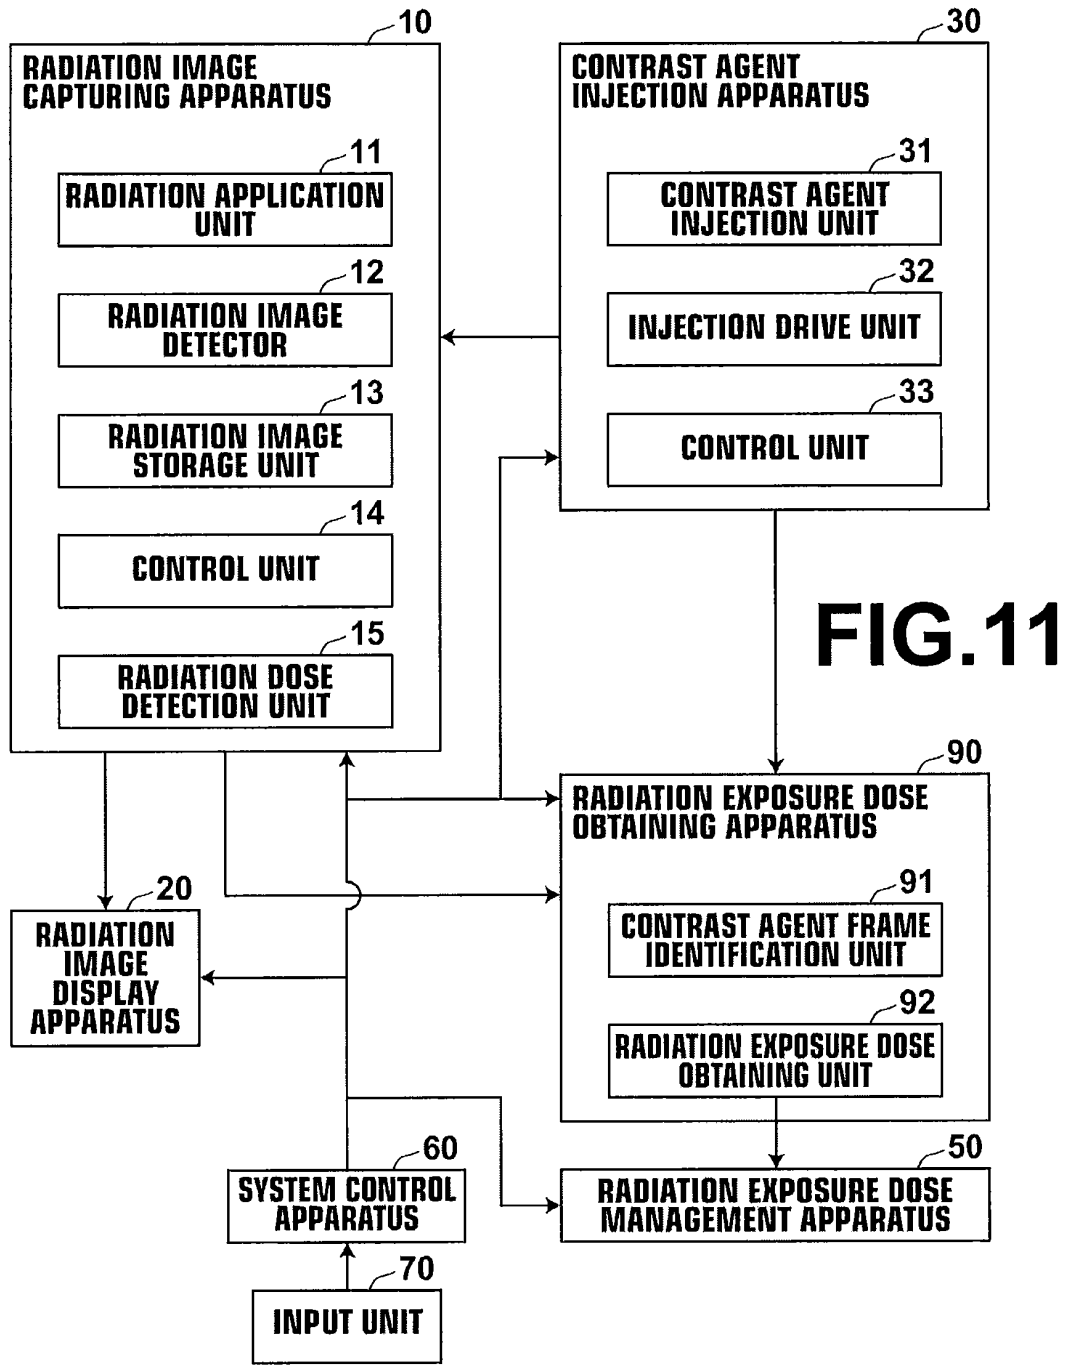 10
RADIATION IMAGE
CAPTURING APPARATUS
11
RADIATION APPLICATION
UNIT
12
RADIATION IMAGE
DETECTOR
13
RADIATION IMAGE
STORAGE UNIT
14
CONTROL UNIT
15
RADIATION DOSE
DETECTION UNIT
30
CONTRAST AGENT
INJECTION APPARATUS
31
CONTRAST AGENT
INJECTION UNIT
32
INJECTION DRIVE UNIT
33
CONTROL UNIT
FIG.11
90
RADIATION EXPOSURE DOSE
OBTAINING APPARATUS
91
CONTRAST AGENT FRAME
IDENTIFICATION UNIT
92
RADIATION EXPOSURE DOSE
OBTAINING UNIT
20
RADIATION
IMAGE
DISPLAY
APPARATUS
60
SYSTEM CONTROL
APPARATUS
50
RADIATION EXPOSURE DOSE
MANAGEMENT APPARATUS
70
INPUT UNIT